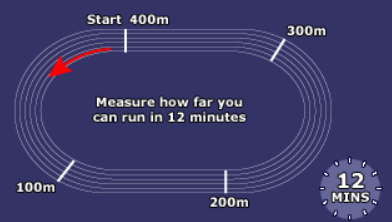 Start 400m
300m
Measure how far you
can run in 12 minutes
100m
200m
12
MINS